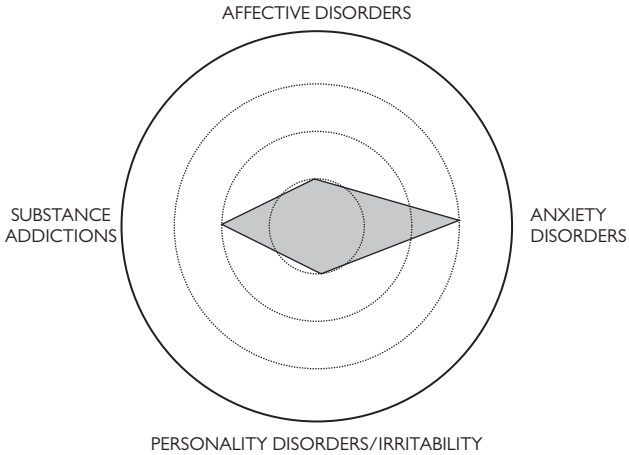 AFFECTIVE DISORDERS
SUBSTANCE
ADDICTIONS
ANXIETY
DISORDERS
PERSONALITY DISORDERS/IRRITABILITY